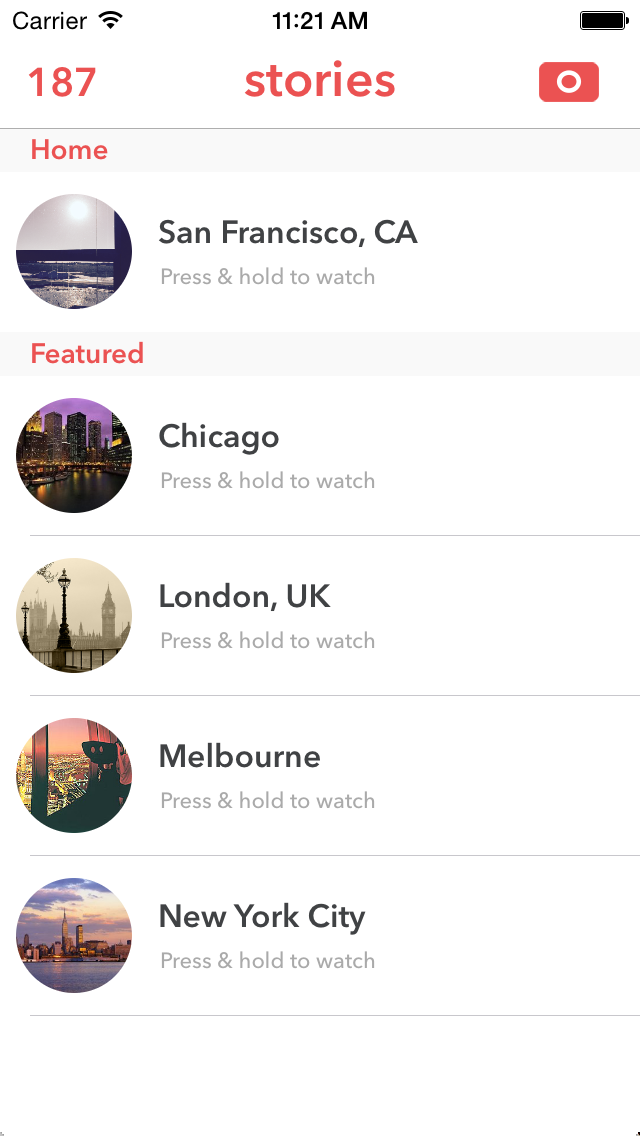 Carrier 11:21 AM
187 stories
Home
San Francisco, CA
Press & hold to watch
Featured
Chicago
Press & hold to watch
London, UK
Press & hold to watch
Melbourne
Press & hold to watch
New York City
Press & hold to watch